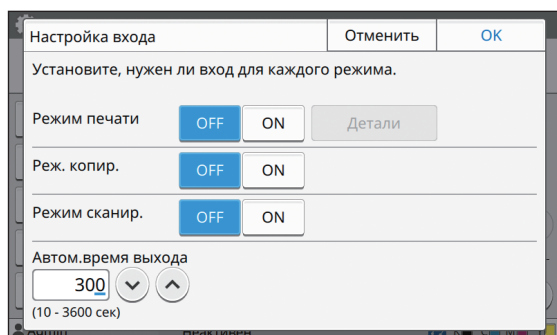 Настройка входа
Отменить
OK
Установите, нужен ли вход для каждого режима.
Режим печати
OFF
ON
Детали
Реж. копир.
OFF
ON
Режим сканир.
OFF
ON
Автом.время выхода
300
(10 - 3600 сек)